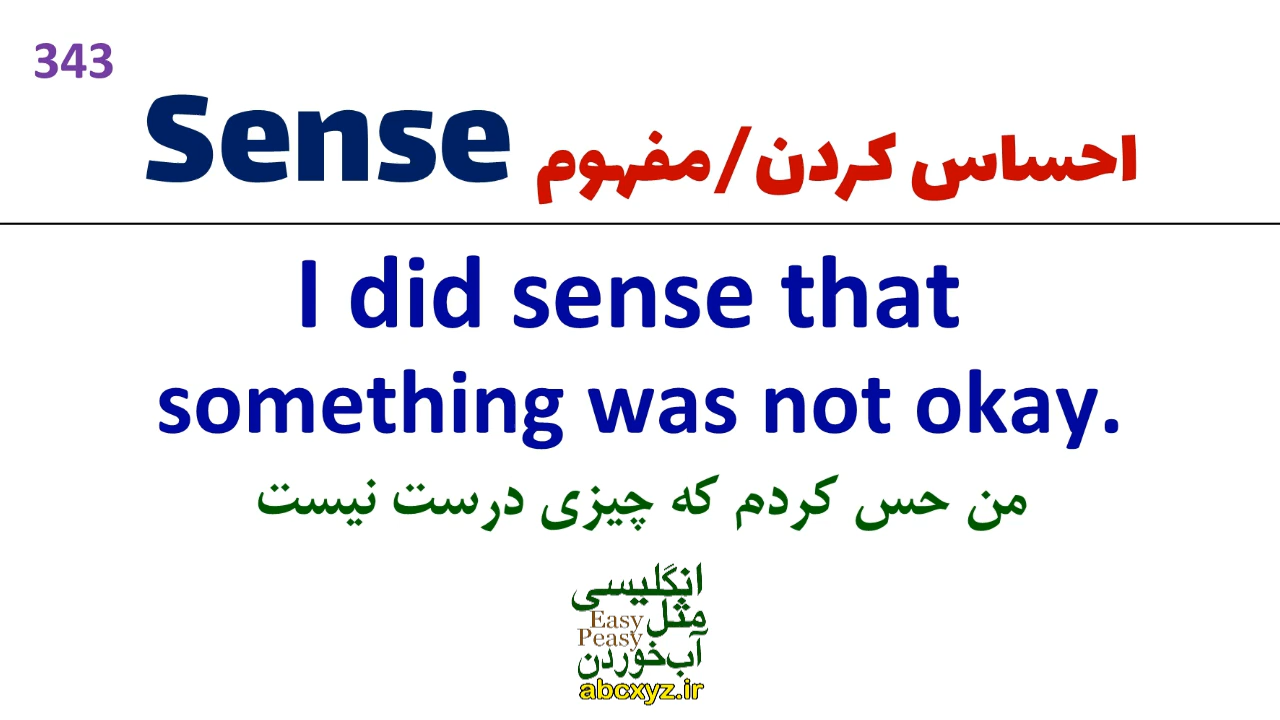 343
Sense احساس کردن/مفهوم
I did sense that
something was not okay.
من حس کردم که چیزی درست نیست
انگلیسی
مثل
Easy
Peasy
آب‌خوردن
abcxyz.ir